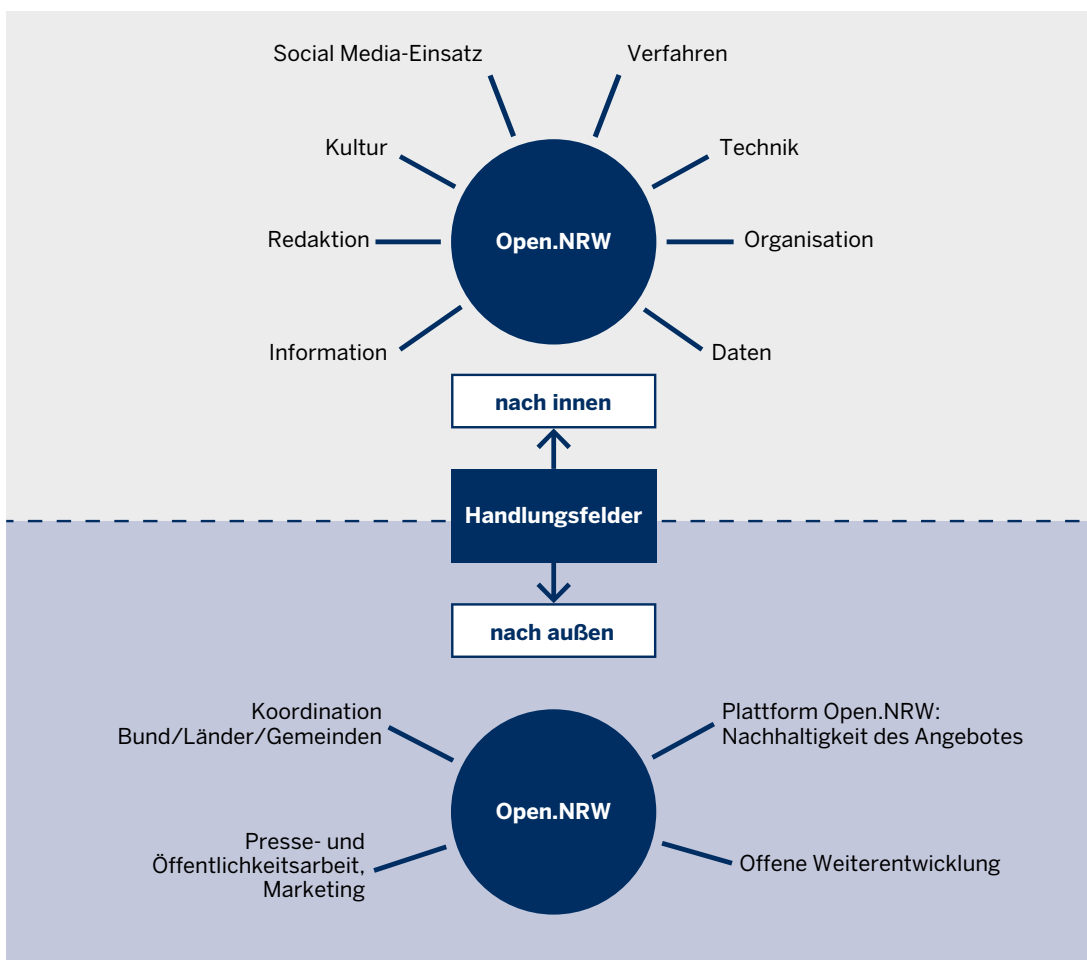 Social Media-Einsatz
Verfahren
Kultur
Technik
Redaktion
Open.NRW
Organisation
Information
Daten
nach innen
Handlungsfelder
nach außen
Koordination
Bund/Länder/Gemeinden
Plattform Open.NRW:
Nachhaltigkeit des Angebotes
Open.NRW
Presse- und
Öffentlichkeitsarbeit,
Marketing
Offene Weiterentwicklung